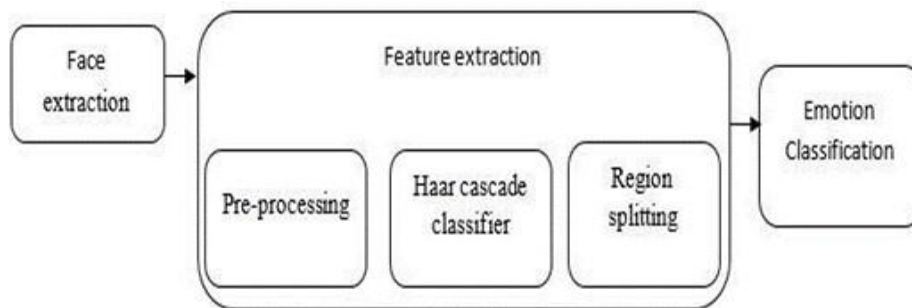 Face
extraction
Feature extraction
Pre-processing
Haar cascade
classifier
Region
splitting
Emotion
Classification